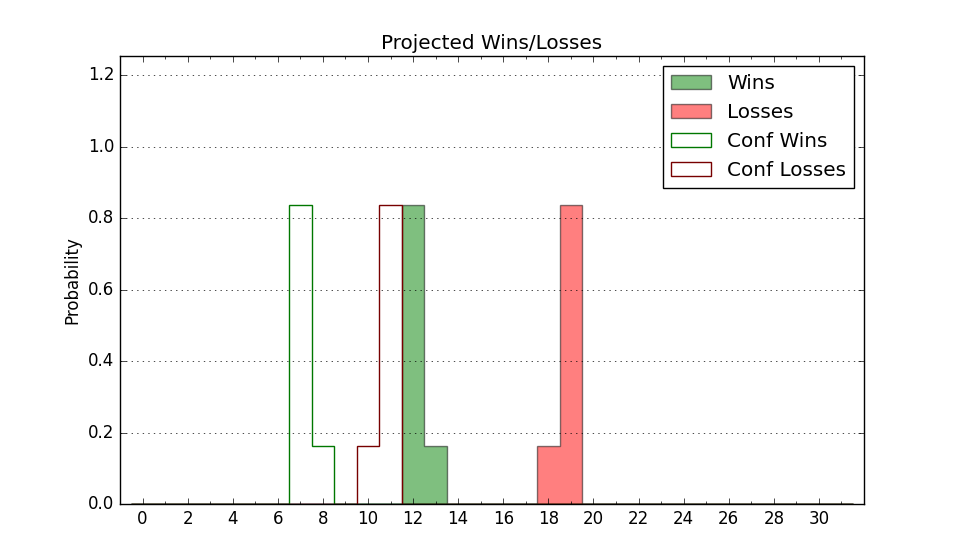 Projected Wins/Losses
1.2
1.0
0.8
0.6
0.4
0.2
0.0
Probability
Wins
Losses
Conf Wins
Conf Losses
0 2 4 6 8 10 12 14 16 18 20 22 24 26 28 30